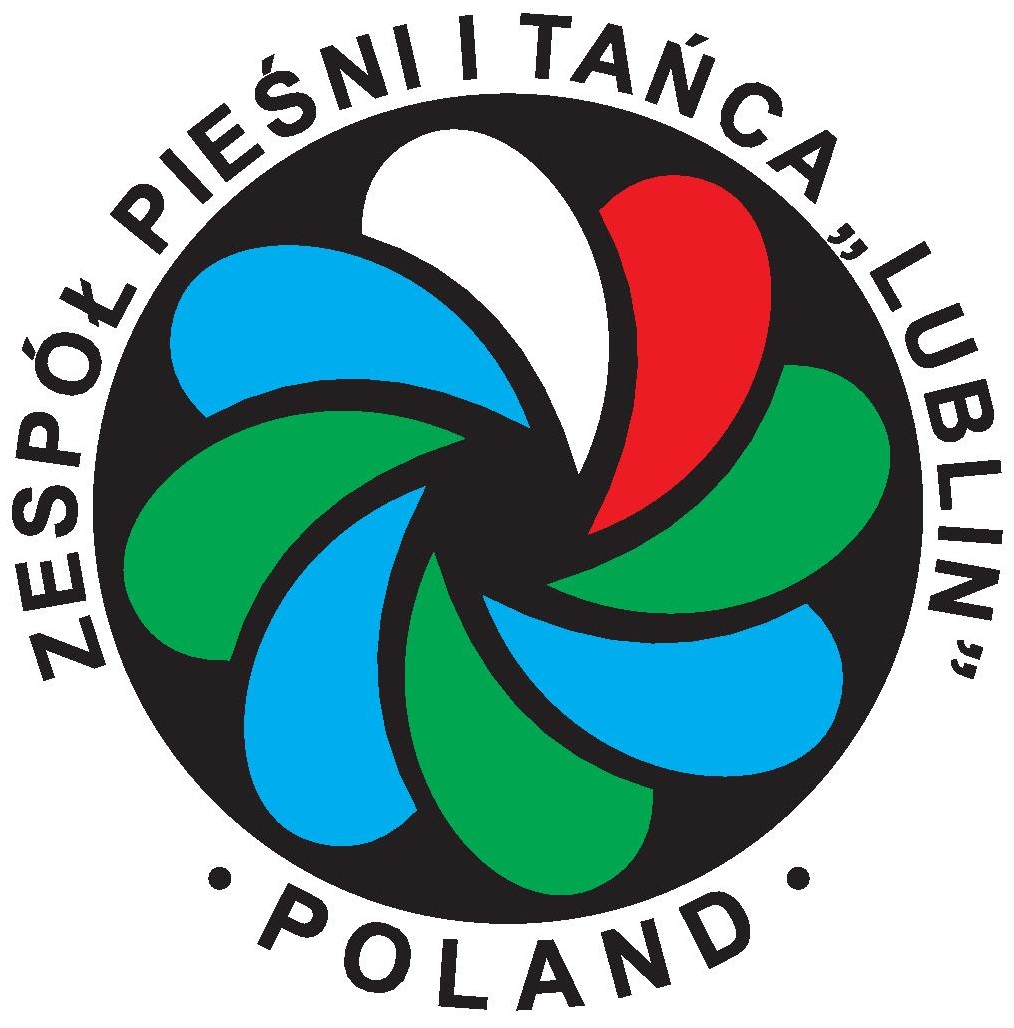 ZESPÓŁ PIEŚNI I TAŃCA „LUBLIN”
• POLAND •